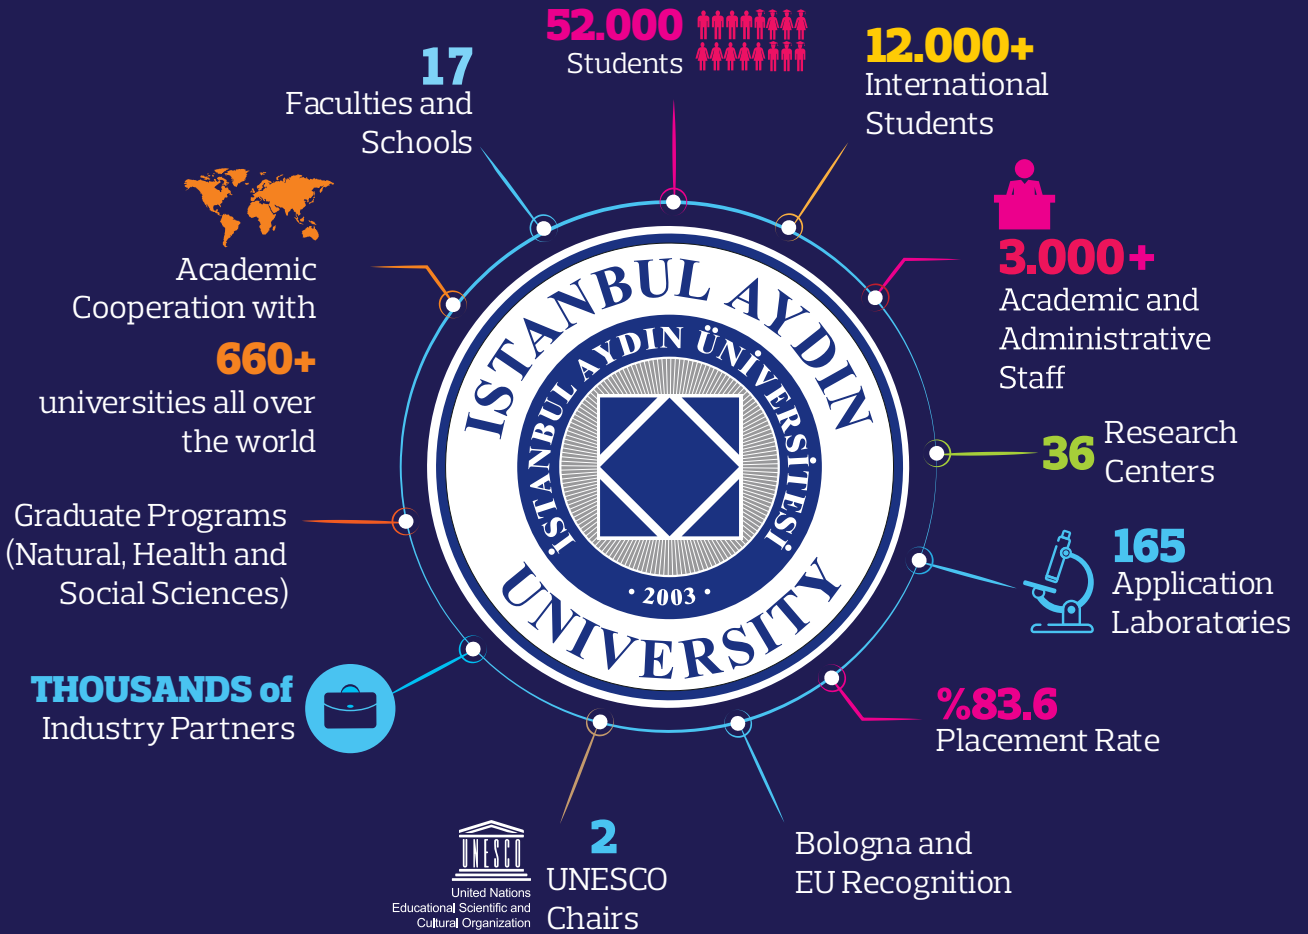 52.000
Students
12.000+
International
Students
17
Faculties and
Schools
3.000+
Academic and
Administrative
Staff
Academic
Cooperation with
660+
universities all over
the world
36 Research
Centers
Graduate Programs
(Natural, Health and
Social Sciences)
165
Application
Laboratories
THOUSANDS of
Industry Partners
%83.6
Placement Rate
Bologna and
EU Recognition
2
UNESCO
Chairs
UNESCO
United Nations
Educational Scientific and
Cultural Organization
ISTANBUL AYDIN
UNIVERSITY
İSTANBUL AYDIN ÜNİVERSİTESİ
· 2003 ·